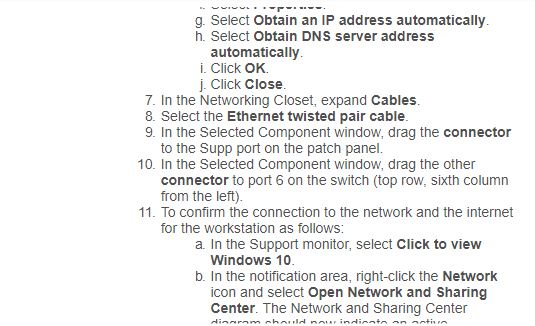 g. Select Obtain an IP address automatically.
h. Select Obtain DNS server address
automatically.
i. Click OK.
j. Click Close.
7. In the Networking Closet, expand Cables.
8. Select the Ethernet twisted pair cable.
9. In the Selected Component window, drag the connector
to the Supp port on the patch panel.
10. In the Selected Component window, drag the other
connector to port 6 on the switch (top row, sixth column
from the left).
11. To confirm the connection to the network and the internet
for the workstation as follows:
a. In the Support monitor, select Click to view
Windows 10.
b. In the notification area, right-click the Network
icon and select Open Network and Sharing
Center. The Network and Sharing Center
diagram should now indicate an active